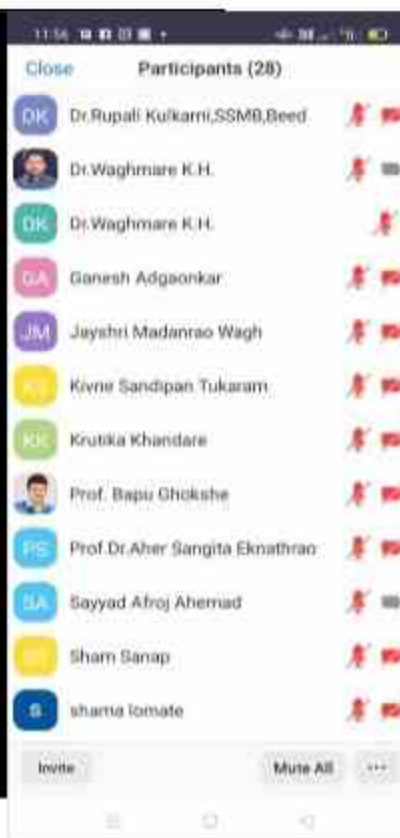 11:56
Close Participants (28)
DK Dr.Rupali Kulkarni,SSMB,Beed
Dr.Waghmare K.H.
DK Dr.Waghmare K.H.
GA Ganesh Adgaonkar
JM Jayshri Madanrao Wagh
Kivne Sandipan Tukaram
KK Krutika Khandare
Prof. Bapu Ghokshe
PS Prof.Dr.Aher Sangita Eknathrao
SA Sayyad Afroj Ahemad
Sham Sanap
S shama lomate
Invite Mute All ...